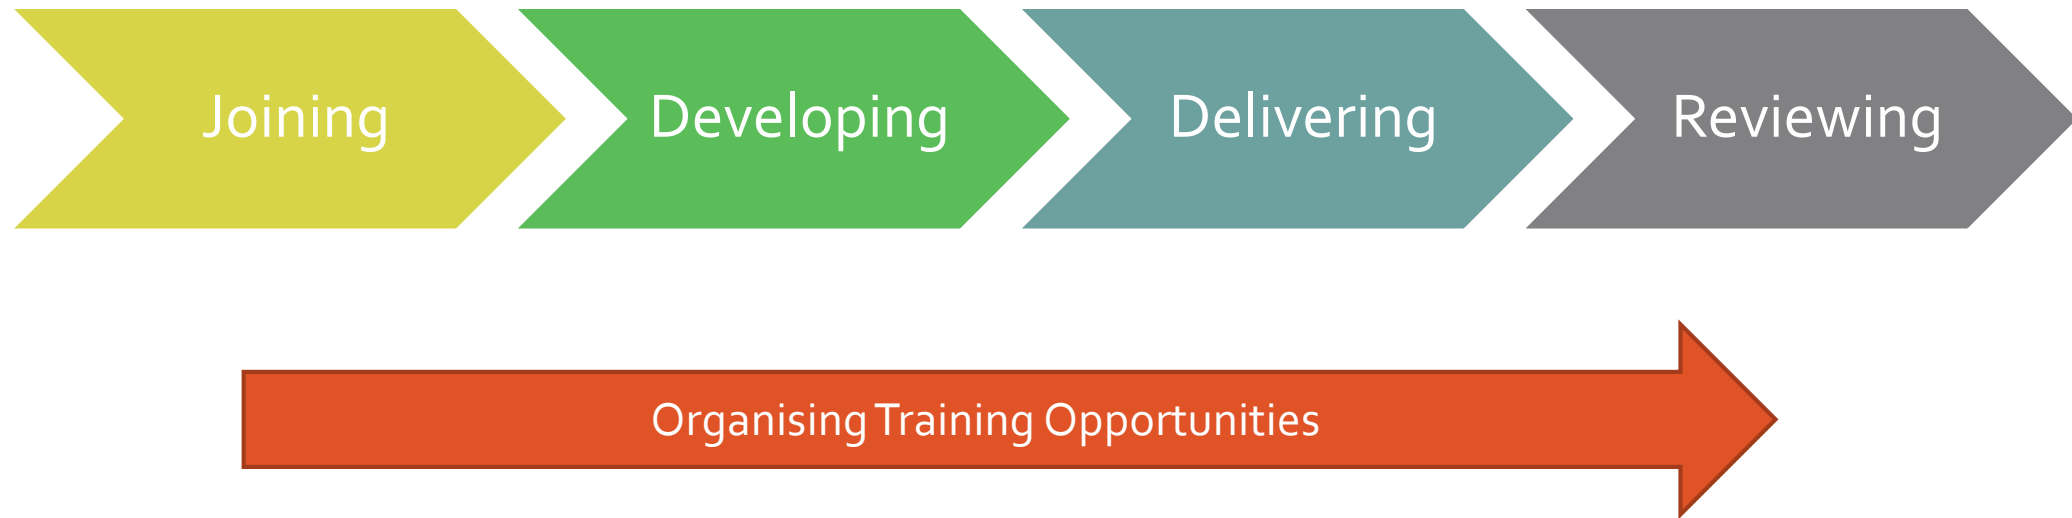 Joining
Developing
Delivering
Reviewing
Organising Training Opportunities